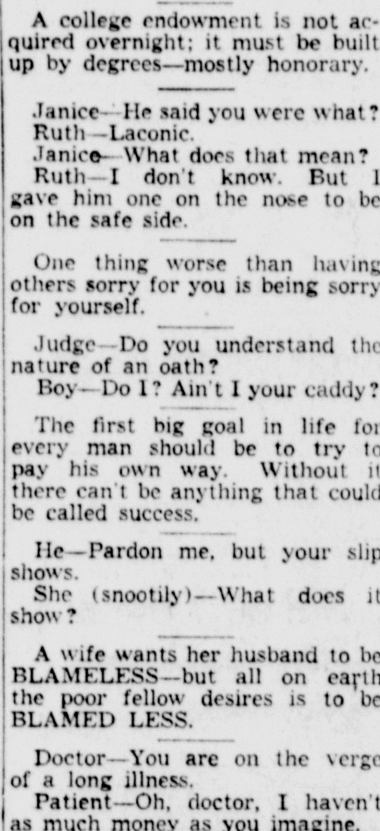 A college endowment is not ac-
quired overnight; it must be built
up by degrees—mostly honorary.
Janice—He said you were what?
Ruth—Laconic.
Janice—What does that mean?
Ruth—I don't know. But I
gave him one on the nose to be
on the safe side.
One thing worse than having
others sorry for you is being sorry
for yourself.
Judge—Do you understand the
nature of an oath?
Boy—Do I? Ain't I your caddy?
The first big goal in life for
every man should be to try to
pay his own way. Without it
there can't be anything that could
be called success.
He—Pardon me, but your slip
shows.
She (snootily)—What does it
show?
A wife wants her husband to be
BLAMELESS—but all on earth
the poor fellow desires is to be
BLAMED LESS.
Doctor—You are on the verge
of a long illness.
Patient—Oh, doctor, I haven't
as much money as you imagine.